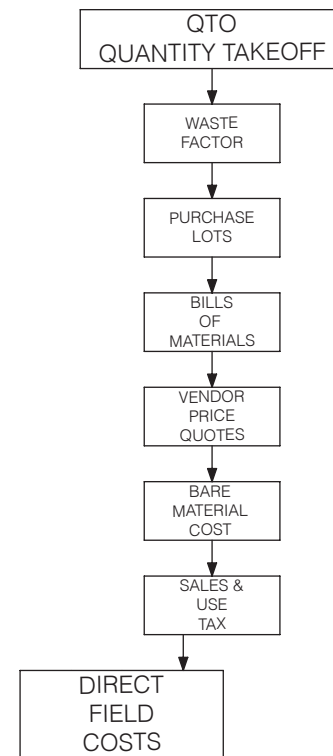 QTO
QUANTITY TAKEOFF
WASTE
FACTOR
PURCHASE
LOTS
BILLS
OF
MATERIALS
VENDOR
PRICE
QUOTES
BARE
MATERIAL
COST
SALES &
USE
TAX
DIRECT
FIELD
COSTS